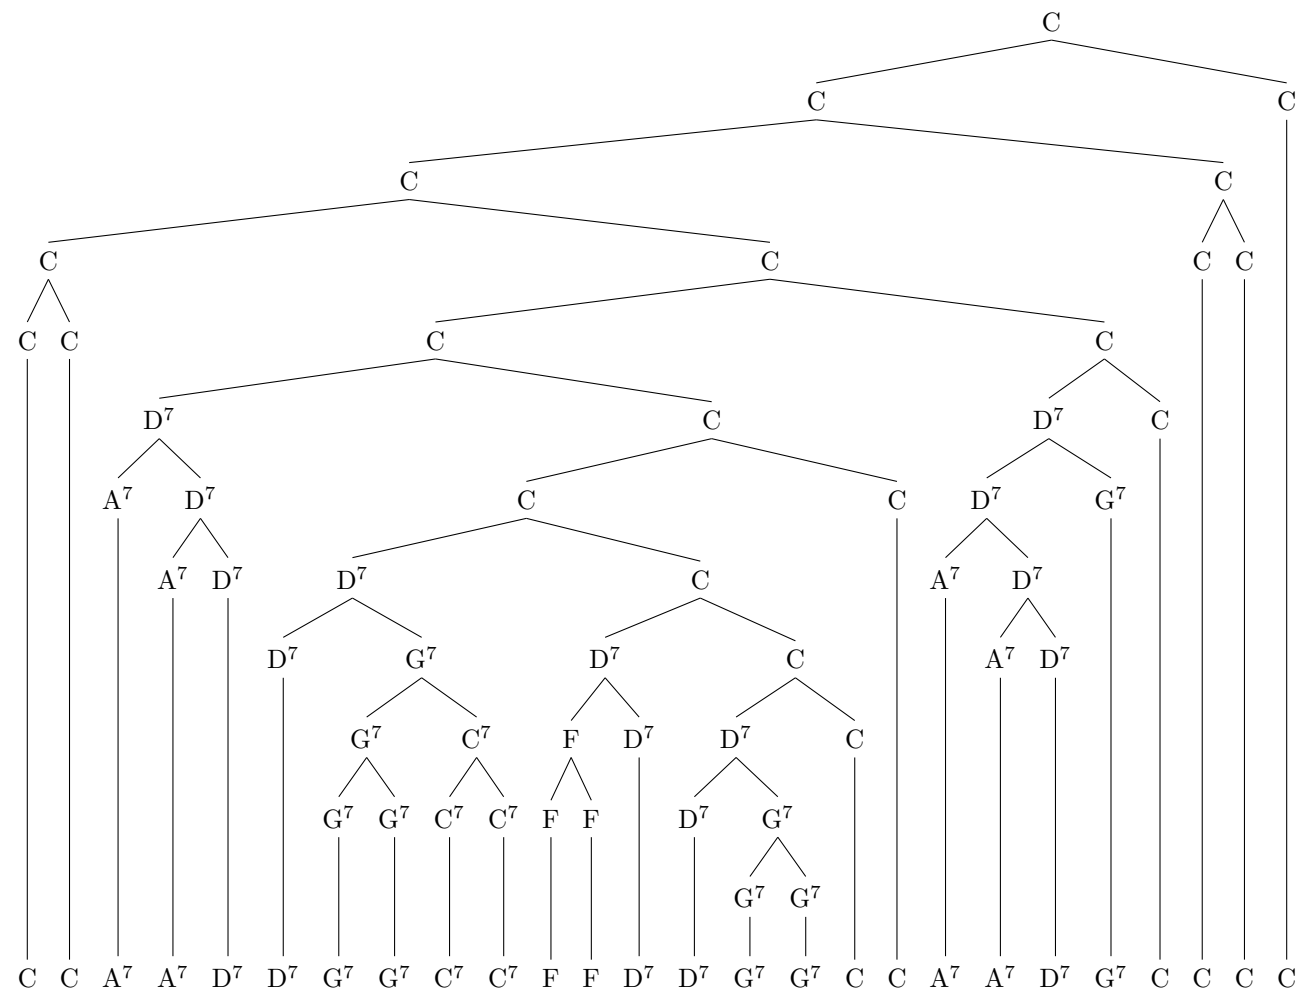 C
C C
C C
C C C C
C C C C
D⁷ C D⁷ C
A⁷ D⁷ C C D⁷ G⁷
A⁷ D⁷ D⁷ C A⁷ D⁷
D⁷ G⁷ D⁷ C A⁷ D⁷
G⁷ C⁷ F D⁷ D⁷ C
G⁷ G⁷ C⁷ C⁷ F F D⁷ G⁷
G⁷ G⁷
C C A⁷ A⁷ D⁷ D⁷ G⁷ G⁷ C⁷ C⁷ F F D⁷ D⁷ G⁷ G⁷ C C A⁷ A⁷ D⁷ G⁷ C C C C